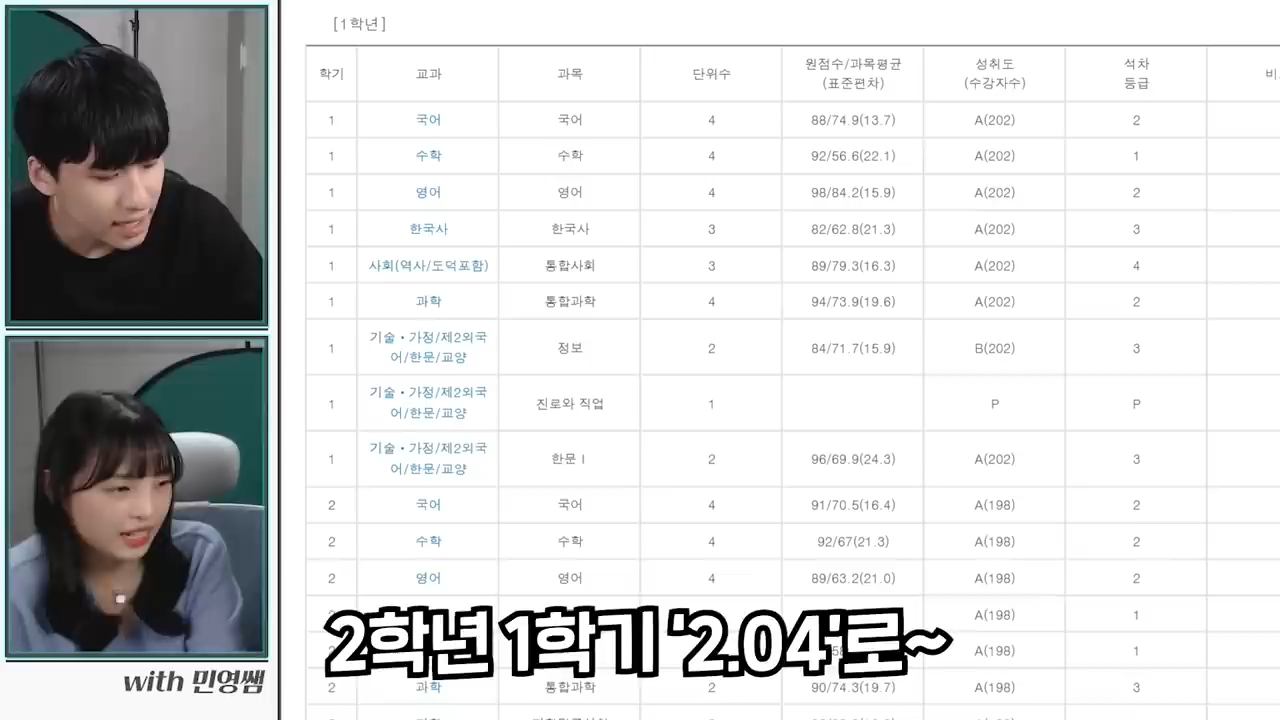 [1학년]
학기 교과 과목 단위수 원점수/과목평균 (표준편차) 성취도 (수강자수) 석차 등급
1 국어 국어 4 88/74.9(13.7) A(202) 2
1 수학 수학 4 92/56.6(22.1) A(202) 1
1 영어 영어 4 98/84.2(15.9) A(202) 2
1 한국사 한국사 3 82/62.8(21.3) A(202) 3
1 사회(역사/도덕포함) 통합사회 3 89/79.3(16.3) A(202) 4
1 과학 통합과학 4 94/73.9(19.6) A(202) 2
1 기술・가정/제2외국어/한문/교양 정보 2 84/71.7(15.9) B(202) 3
1 기술・가정/제2외국어/한문/교양 진로와 직업 1 P P
1 기술・가정/제2외국어/한문/교양 한문Ⅰ 2 96/69.9(24.3) A(202) 3
2 국어 국어 4 91/70.5(16.4) A(198) 2
2 수학 수학 4 92/67(21.3) A(198) 2
2 영어 영어 4 89/63.2(21.0) A(198) 2
A(198) 1
A(198) 1
2학년 1학기 '2.04'로~
2 과학 통합과학 2 90/74.3(19.7) A(198) 3
with 민영쌤